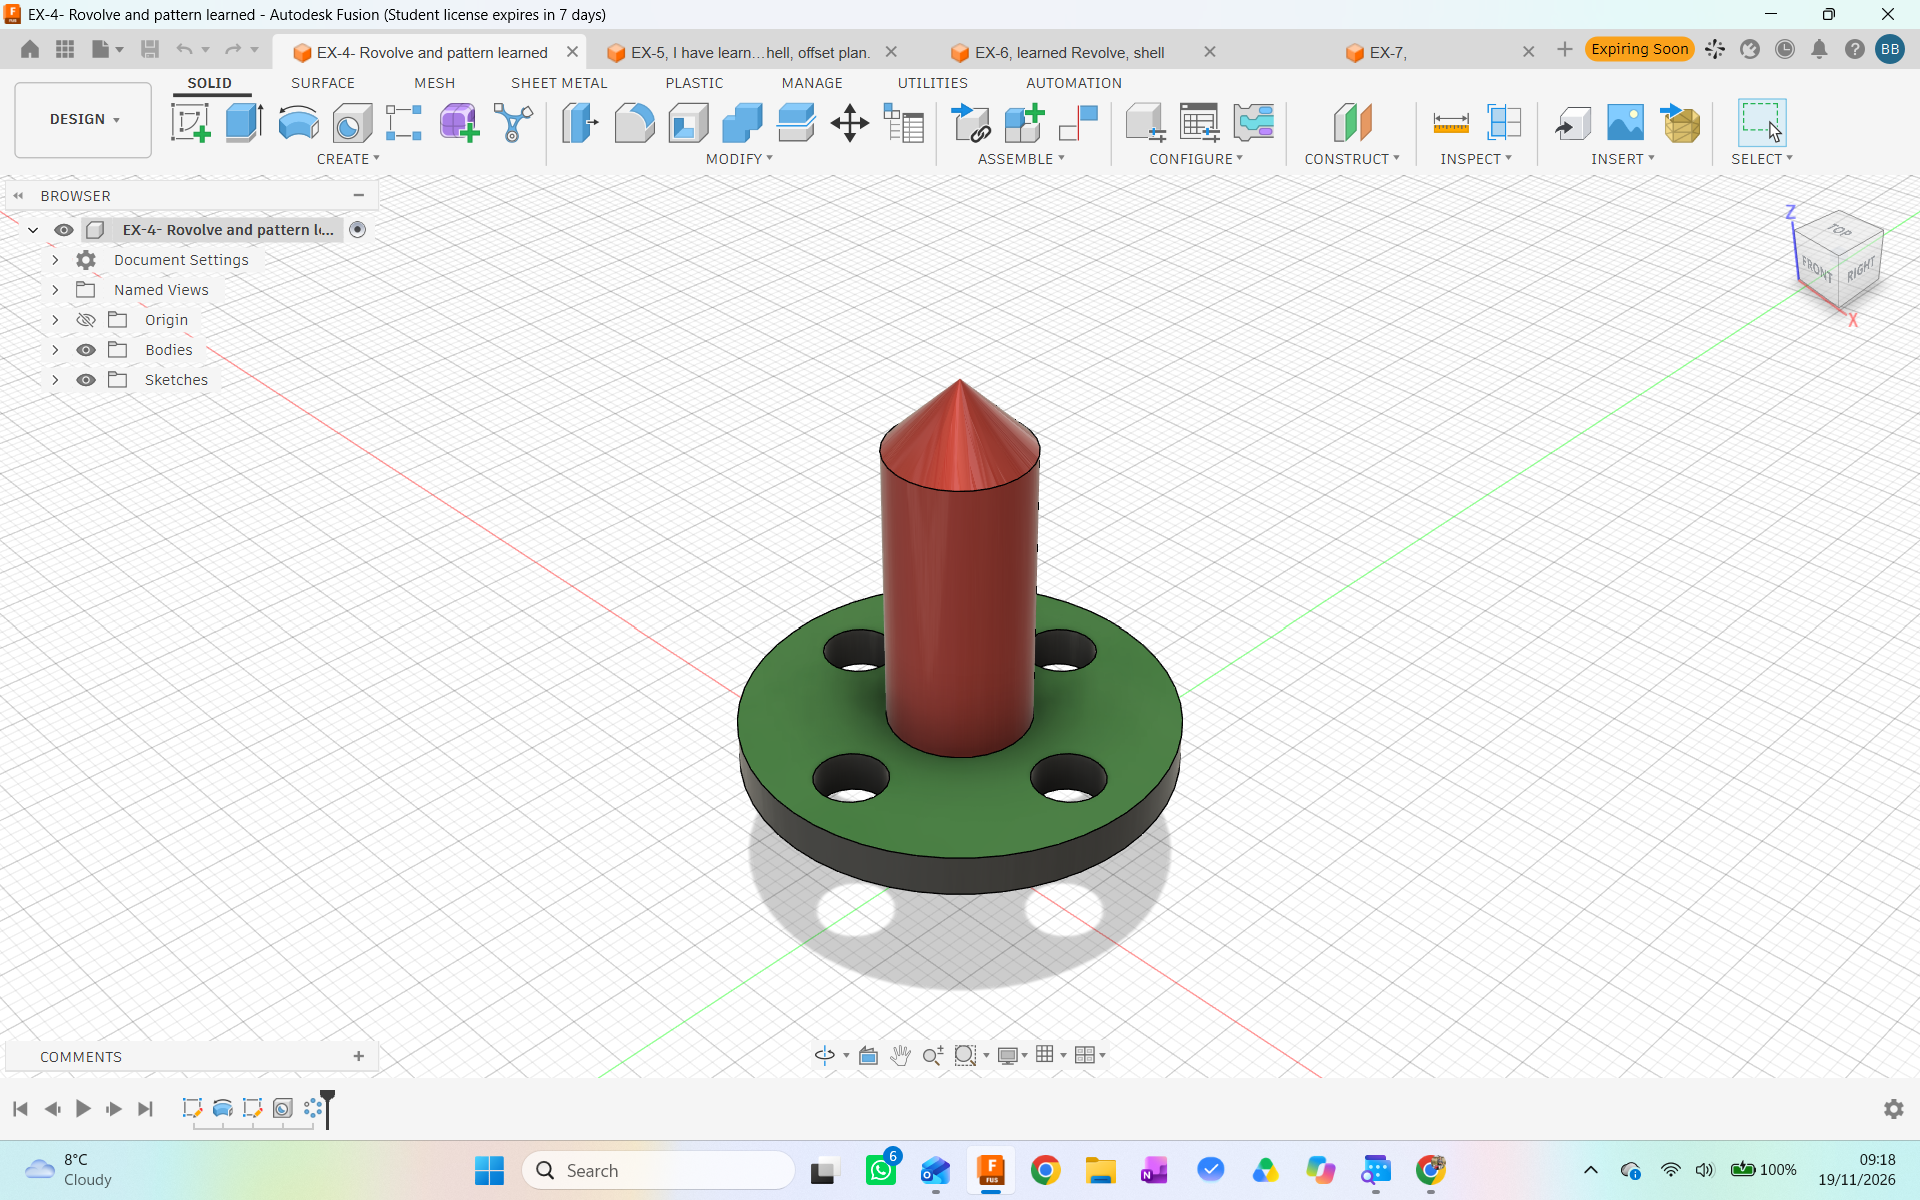 EX-4- Rovolve and pattern learned - Autodesk Fusion (Student license expires in 7 days)
EX-4- Rovolve and pattern learned
EX-5, I have learn...hell, offset plan.
EX-6, learned Revolve, shell
EX-7,
Expiring Soon
BB
SOLID SURFACE MESH SHEET METAL PLASTIC MANAGE UTILITIES AUTOMATION
DESIGN
CREATE MODIFY ASSEMBLE CONFIGURE CONSTRUCT INSPECT INSERT SELECT
BROWSER
EX-4- Rovolve and pattern l...
Document Settings
Named Views
Origin
Bodies
Sketches
Z
TOP
FRONT
RIGHT
X
COMMENTS
8°C
Cloudy
Search
6
F
FUS
100%
09:18
19/11/2026